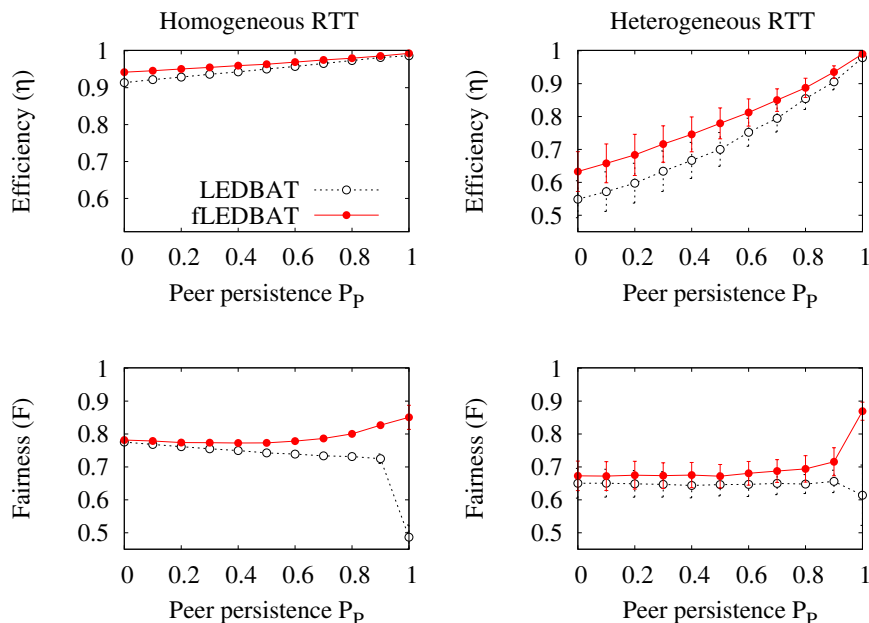 Homogeneous RTT
Efficiency (η)
1
0.9
0.8
0.7
0.6
LEDBAT
fLEDBAT
0 0.2 0.4 0.6 0.8 1
Peer persistence P_P
Heterogeneous RTT
Efficiency (η)
1
0.9
0.8
0.7
0.6
0.5
0 0.2 0.4 0.6 0.8 1
Peer persistence P_P
Fairness (F)
1
0.9
0.8
0.7
0.6
0.5
0 0.2 0.4 0.6 0.8 1
Peer persistence P_P
Fairness (F)
1
0.9
0.8
0.7
0.6
0.5
0 0.2 0.4 0.6 0.8 1
Peer persistence P_P